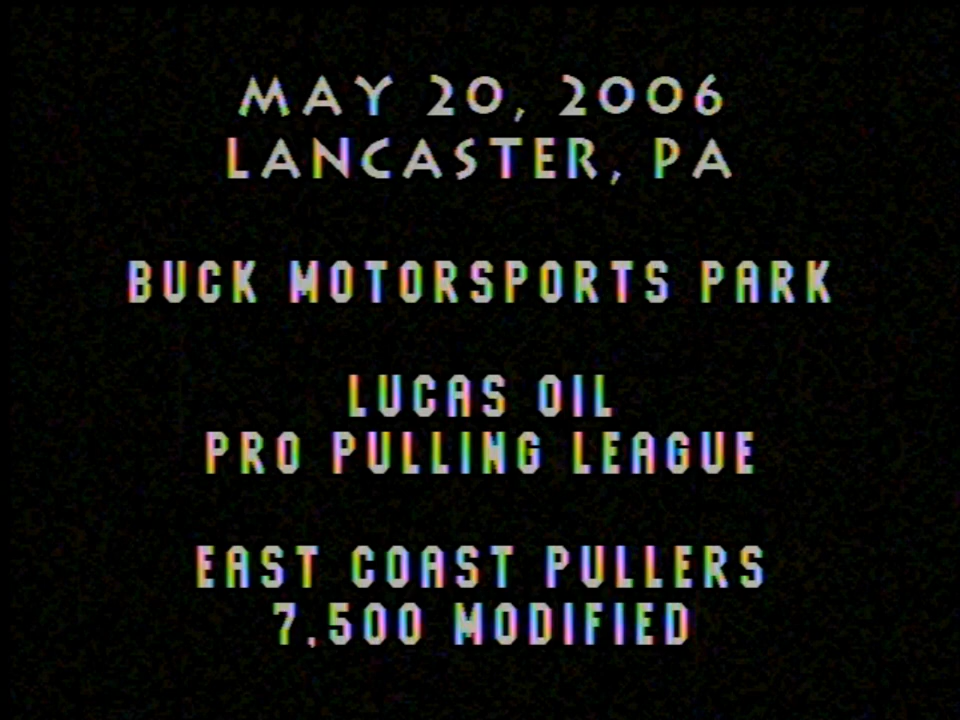 MAY 20, 2006
LANCASTER, PA
BUCK MOTORSPORTS PARK
LUCAS OIL
PRO PULLING LEAGUE
EAST COAST PULLERS
7,500 MODIFIED